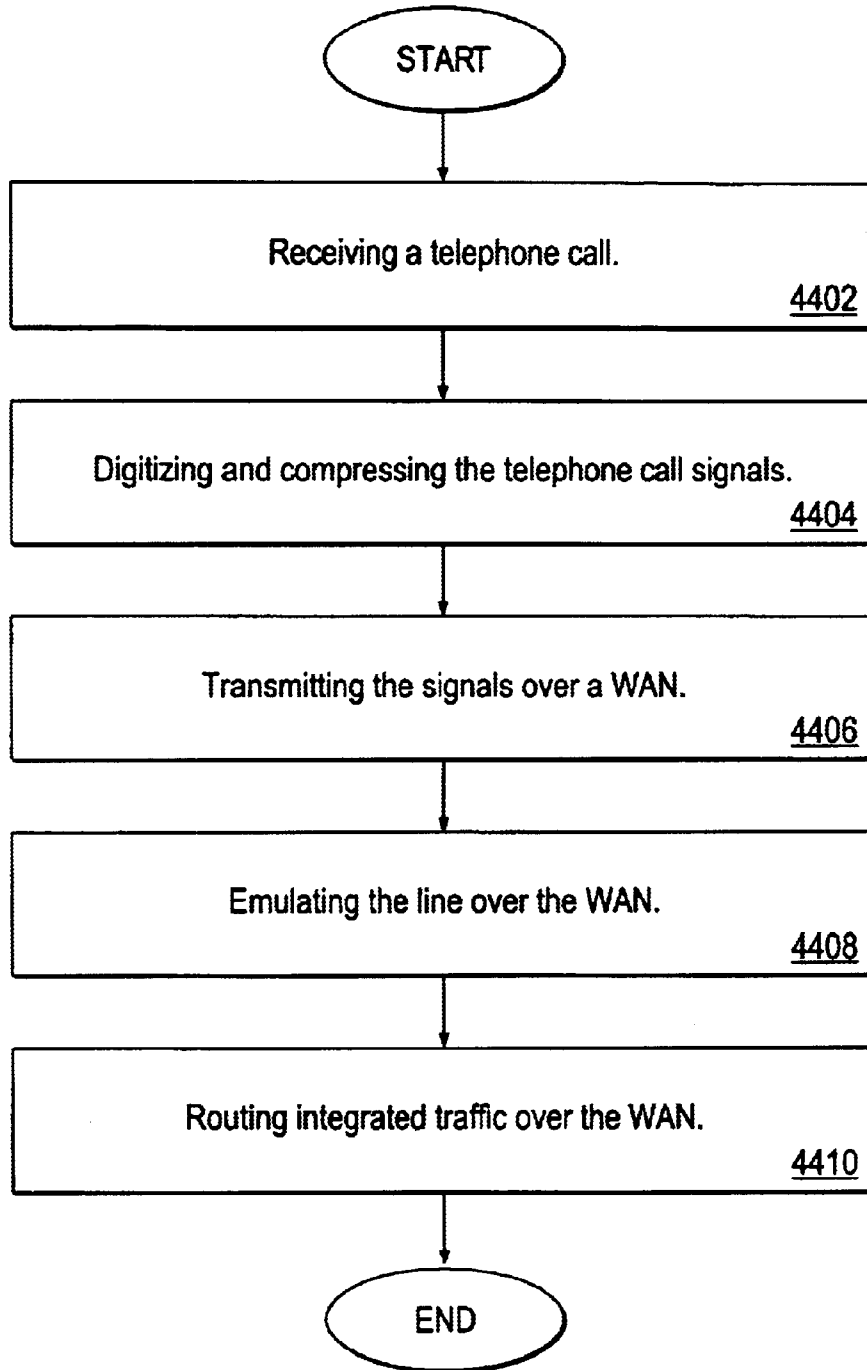 START
Receiving a telephone call.
4402
Digitizing and compressing the telephone call signals.
4404
Transmitting the signals over a WAN.
4406
Emulating the line over the WAN.
4408
Routing integrated traffic over the WAN.
4410
END